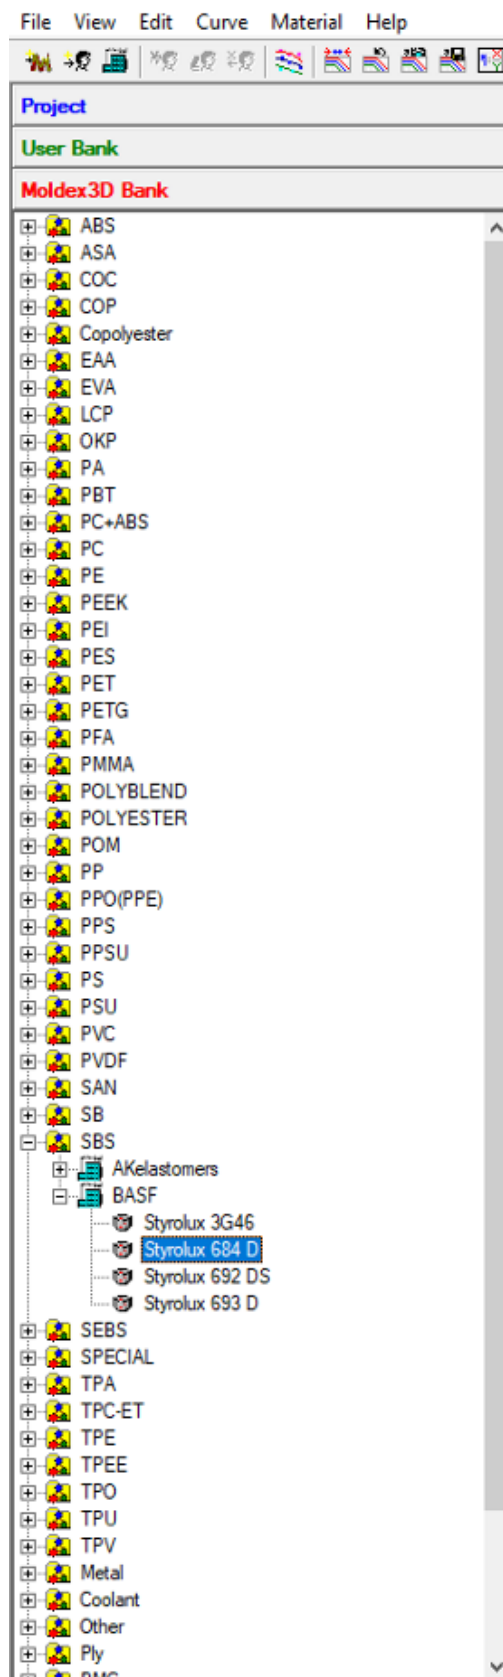 File View Edit Curve Material Help
Project
User Bank
Moldex3D Bank
ABS
ASA
COC
COP
Copolyester
EAA
EVA
LCP
OKP
PA
PBT
PC+ABS
PC
PE
PEEK
PEI
PES
PET
PETG
PFA
PMMA
POLYBLEND
POLYESTER
POM
PP
PPO(PPE)
PPS
PPSU
PS
PSU
PVC
PVDF
SAN
SB
SBS
AKelastomers
BASF
Styrolux 3G46
Styrolux 684 D
Styrolux 692 DS
Styrolux 693 D
SEBS
SPECIAL
TPA
TPC-ET
TPE
TPEE
TPO
TPU
TPV
Metal
Coolant
Other
Ply